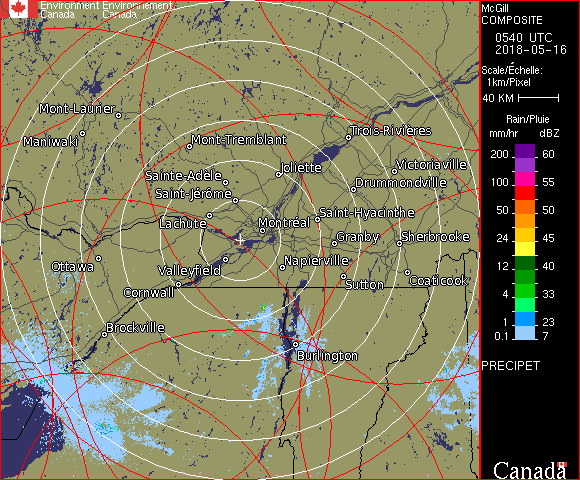 Environment Environnement
Canada Canada
McGill
COMPOSITE
0540 UTC
2018-05-16
Scale/Échelle:
1km/Pixel
40 KM
Rain/Pluie
mm/hr dBZ
200 60
150 57
100 55
50 50
24 45
12 40
4 33
1 23
0.1 7
PRECIPET
Canada
Mont-Laurier
Maniwaki
Mont-Tremblant
Trois-Rivières
Joliette
Victoriaville
Sainte-Adèle
Drummondville
Saint-Jérôme
Lachute
Montréal
Saint-Hyacinthe
Granby
Sherbrooke
Ottawa
Valleyfield
Napierville
Cornwall
Sutton
Coaticook
Brockville
Burlington